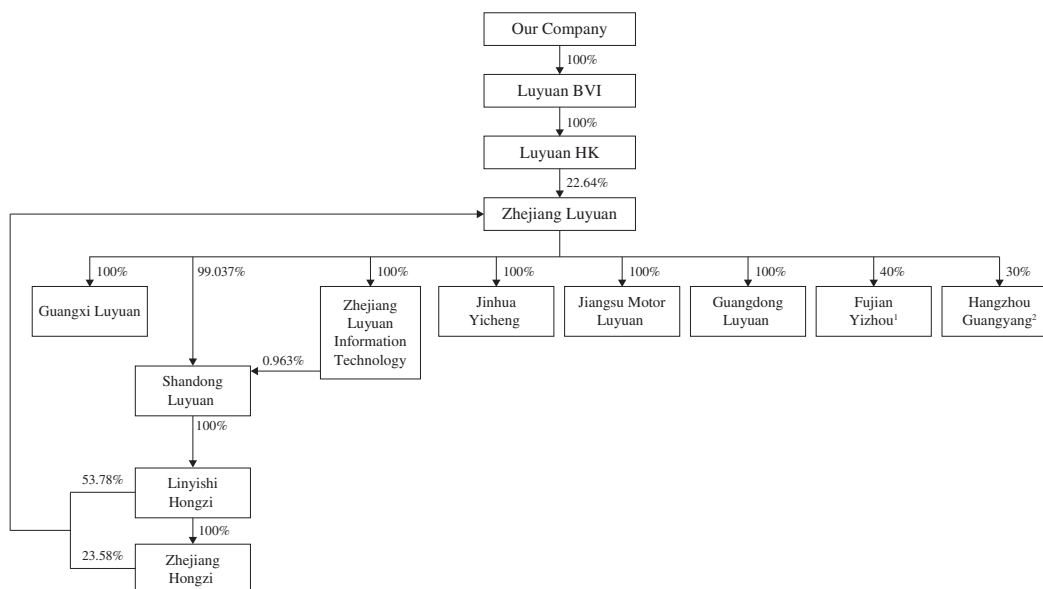 Our Company
100%
Luyuan BVI
100%
Luyuan HK
22.64%
Zhejiang Luyuan
100%
99.037%
100%
100%
100%
100%
40%
30%
Guangxi Luyuan
Zhejiang
Luyuan
Information
Technology
Jinhua
Yicheng
Jiangsu Motor
Luyuan
Guangdong
Luyuan
Fujian
Yizhou¹
Hangzhou
Guangyang²
0.963%
Shandong
Luyuan
100%
53.78%
Linyishi
Hongzi
100%
23.58%
Zhejiang
Hongzi